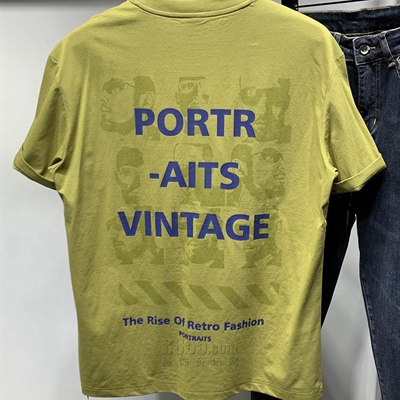 PORTR
-AITS
VINTAGE
The Rise Of Retro Fashion
PORTRAITS